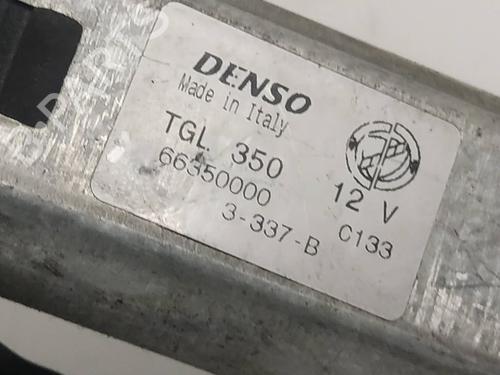 DENSO
Made in Italy
TGL 350
66350000
12 V
3-337-B
C133